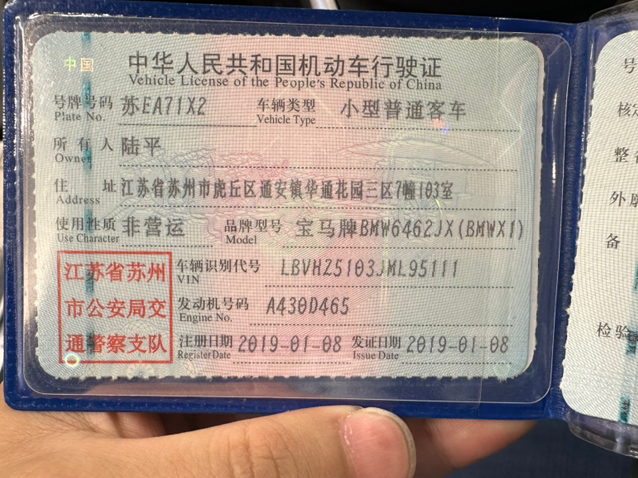 中国
中华人民共和国机动车行驶证
Vehicle License of the People's Republic of China
号牌号码 苏EA71X2 车辆类型 小型普通客车
Plate No. Vehicle Type
所有人 陆平
Owner
住址 江苏省苏州市虎丘区通安镇华通花园三区7幢103室
Address
使用性质 非营运 品牌型号 宝马牌BMW6462JX(BMWX1)
Use Character Model
江苏省苏州
市公安局交
通警察支队
车辆识别代号 LBVHZ5103JML95111
VIN
发动机号码 A430D465
Engine No.
注册日期 2019-01-08 发证日期 2019-01-08
Register Date Issue Date
号
核
整
外
备
检验